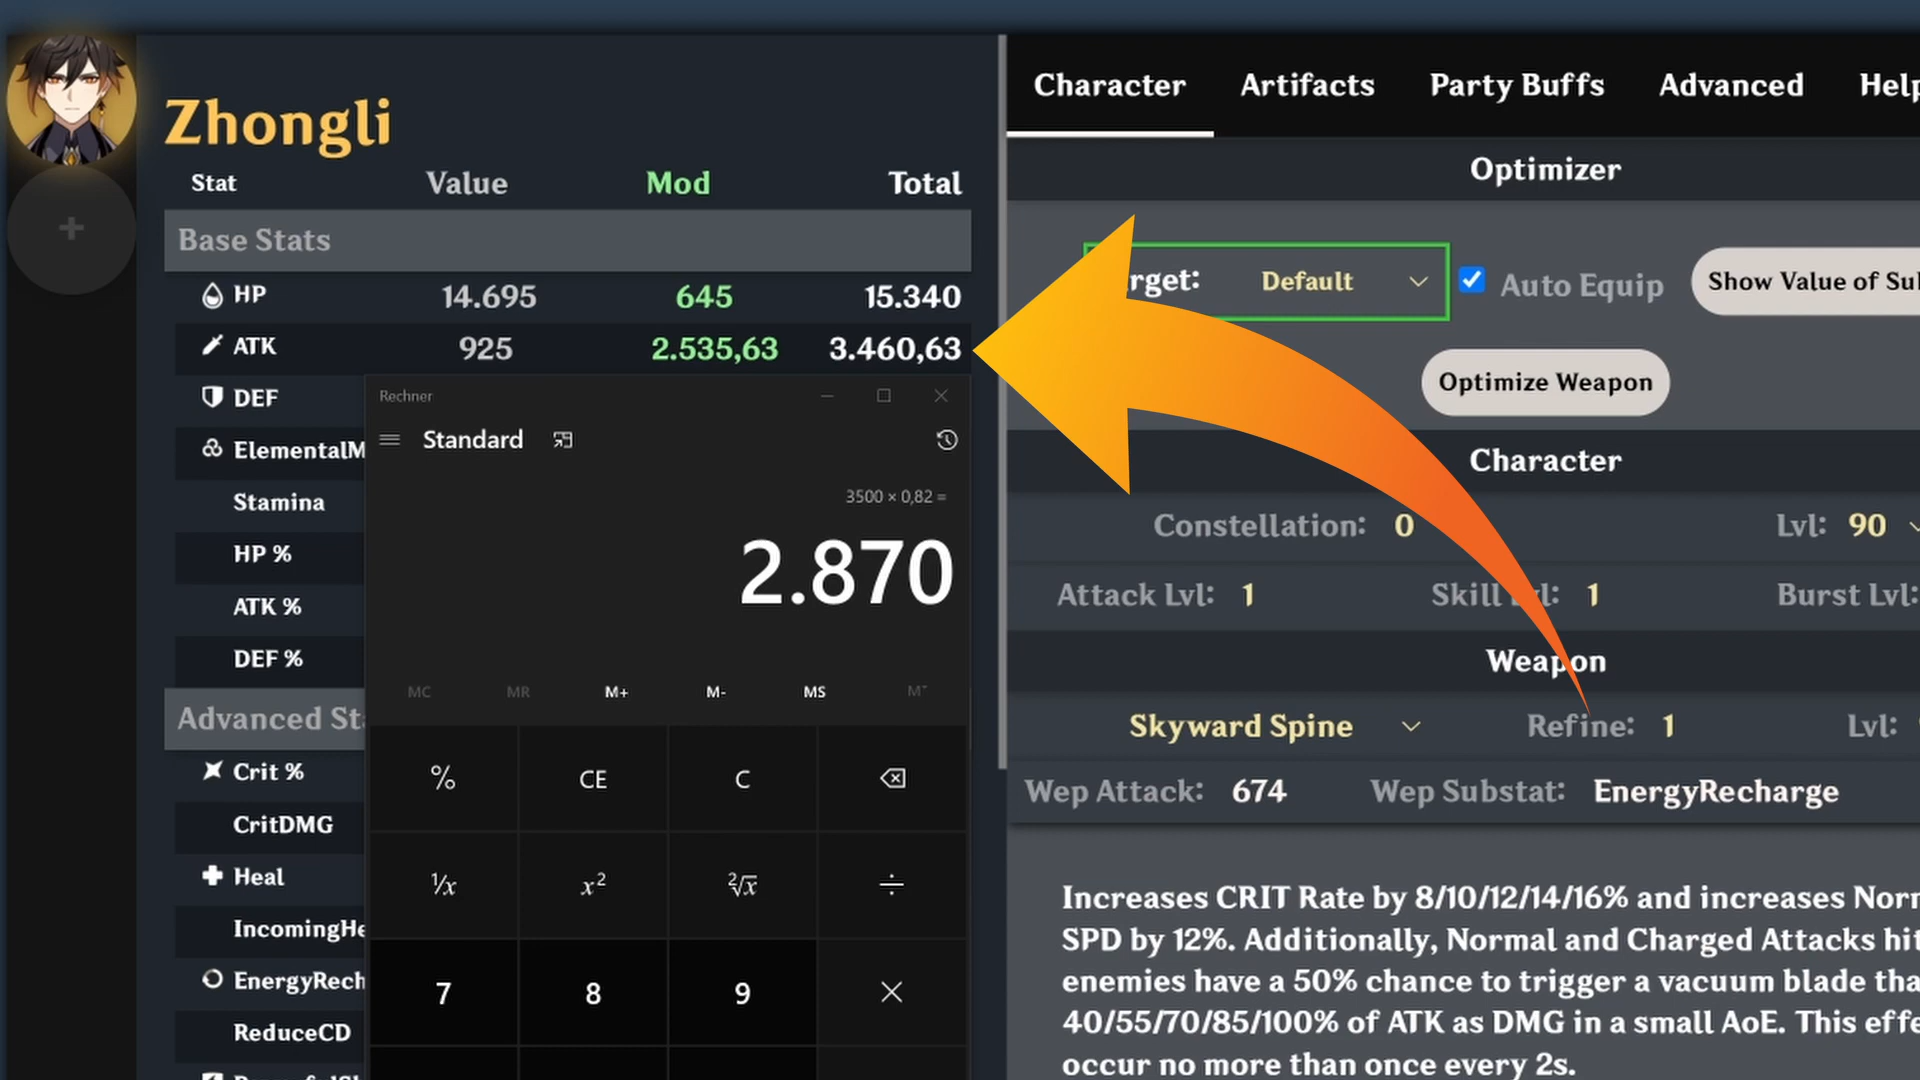 Zhongli
Stat Value Mod Total
Base Stats
HP 14.695 645 15.340
ATK 925 2.535,63 3.460,63
DEF
ElementalM
Stamina
HP %
ATK %
DEF %
Advanced St
Crit %
CritDMG
Heal
IncomingHe
EnergyRech
ReduceCD
Rechner
Standard
3500 × 0,82 =
2.870
MC MR M+ M- MS M˅
% CE C
¹/x x² ²√x ÷
7 8 9 ×
Character Artifacts Party Buffs Advanced Help
Optimizer
rget: Default Auto Equip Show Value of Su
Optimize Weapon
Character
Constellation: 0 Lvl: 90
Attack Lvl: 1 Skill Lvl: 1 Burst Lvl:
Weapon
Skyward Spine Refine: 1 Lvl:
Wep Attack: 674 Wep Substat: EnergyRecharge
Increases CRIT Rate by 8/10/12/14/16% and increases Nor
SPD by 12%. Additionally, Normal and Charged Attacks hit
enemies have a 50% chance to trigger a vacuum blade tha
40/55/70/85/100% of ATK as DMG in a small AoE. This effe
occur no more than once every 2s.